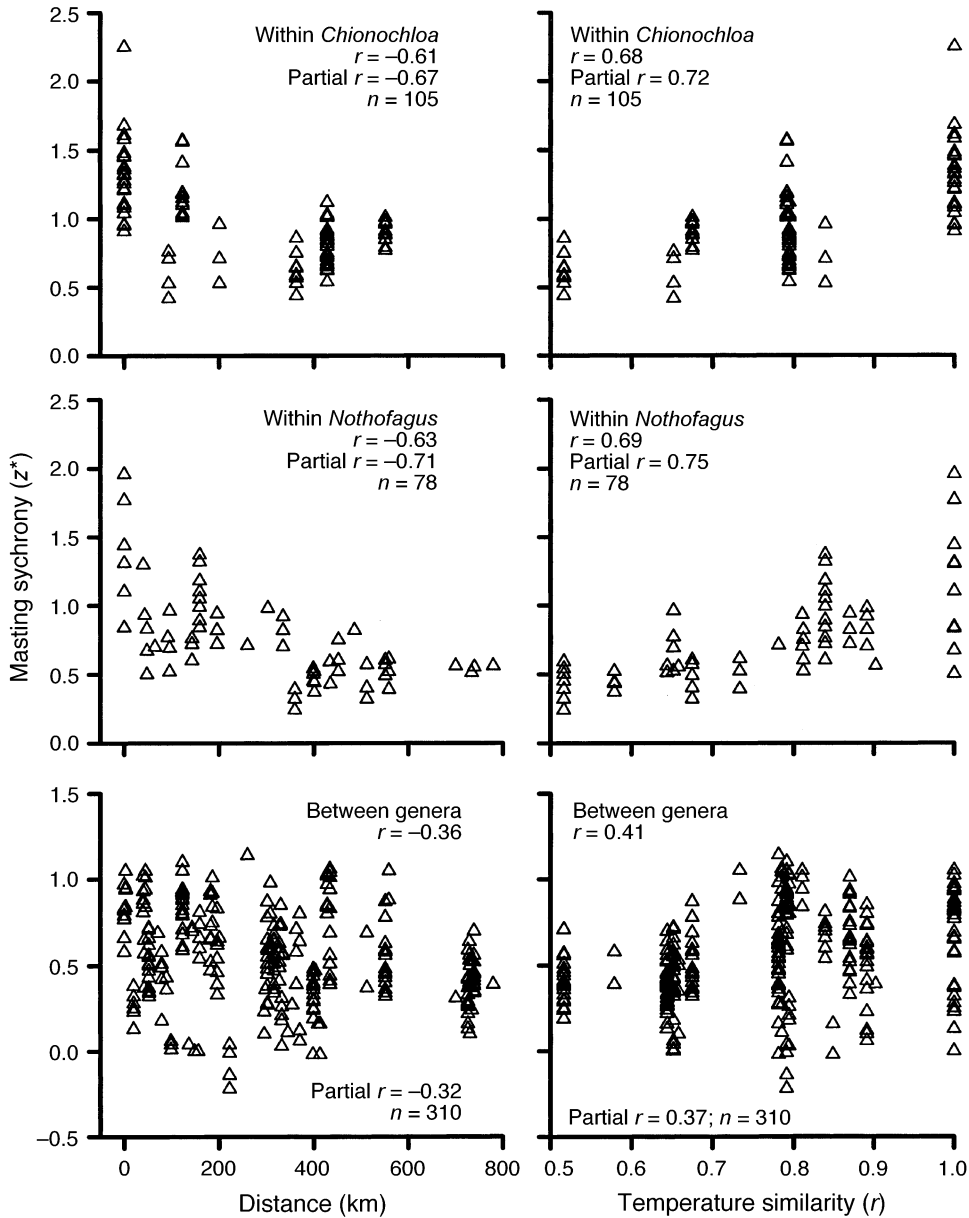 2.5
2.0
1.5
1.0
0.5
0.0
Within Chionochloa
r = –0.61
Partial r = –0.67
n = 105
Within Chionochloa
r = 0.68
Partial r = 0.72
n = 105
Masting sychrony (z*)
2.5
2.0
1.5
1.0
0.5
0.0
Within Nothofagus
r = –0.63
Partial r = –0.71
n = 78
Within Nothofagus
r = 0.69
Partial r = 0.75
n = 78
1.5
1.0
0.5
0.0
–0.5
Between genera
r = –0.36
Partial r = –0.32
n = 310
Between genera
r = 0.41
Partial r = 0.37; n = 310
0 200 400 600 800
Distance (km)
0.5 0.6 0.7 0.8 0.9 1.0
Temperature similarity (r)